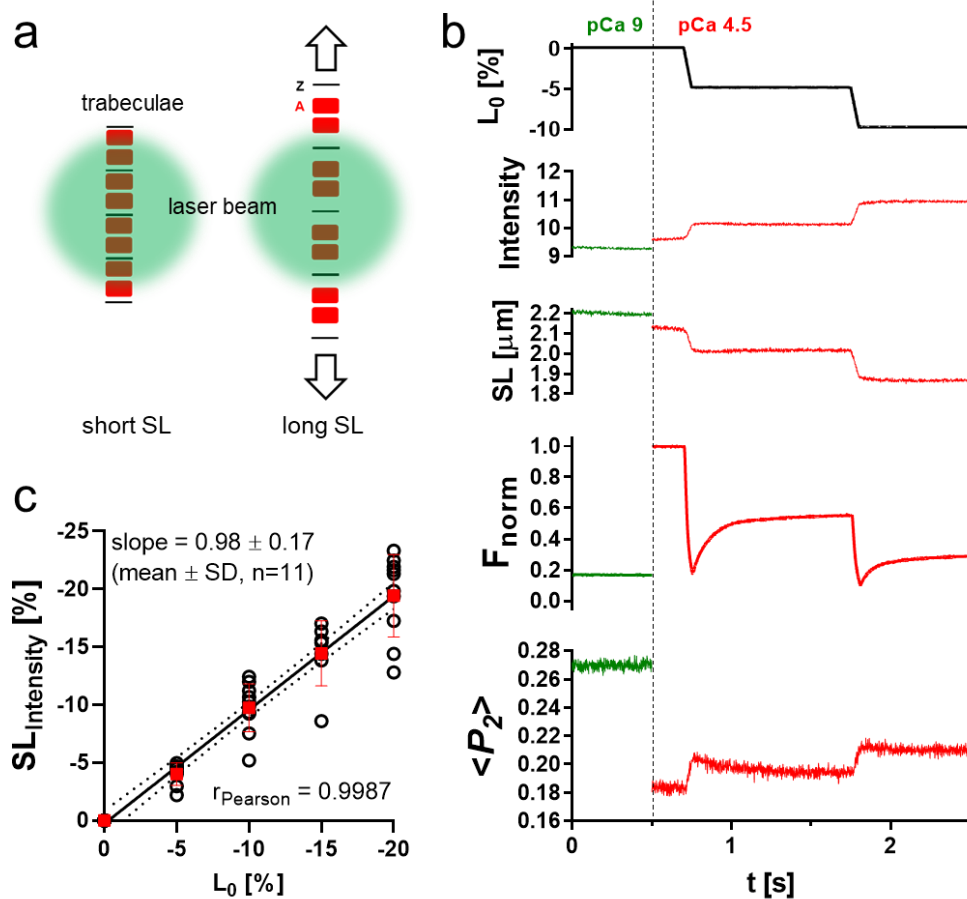 a
trabeculae
Z
A
laser beam
short SL
long SL
b
pCa 9
pCa 4.5
L₀ [%]
0
-5
-10
Intensity
12
11
10
9
SL [µm]
2.2
2.1
2.0
1.9
1.8
Fnorm
1.0
0.8
0.6
0.4
0.2
0.0
<P₂>
0.28
0.26
0.24
0.22
0.20
0.18
0.16
0
1
2
t [s]
c
SLIntensity [%]
-25
-20
-15
-10
-5
0
slope = 0.98 ± 0.17
(mean ± SD, n=11)
rPearson = 0.9987
0
-5
-10
-15
-20
L₀ [%]